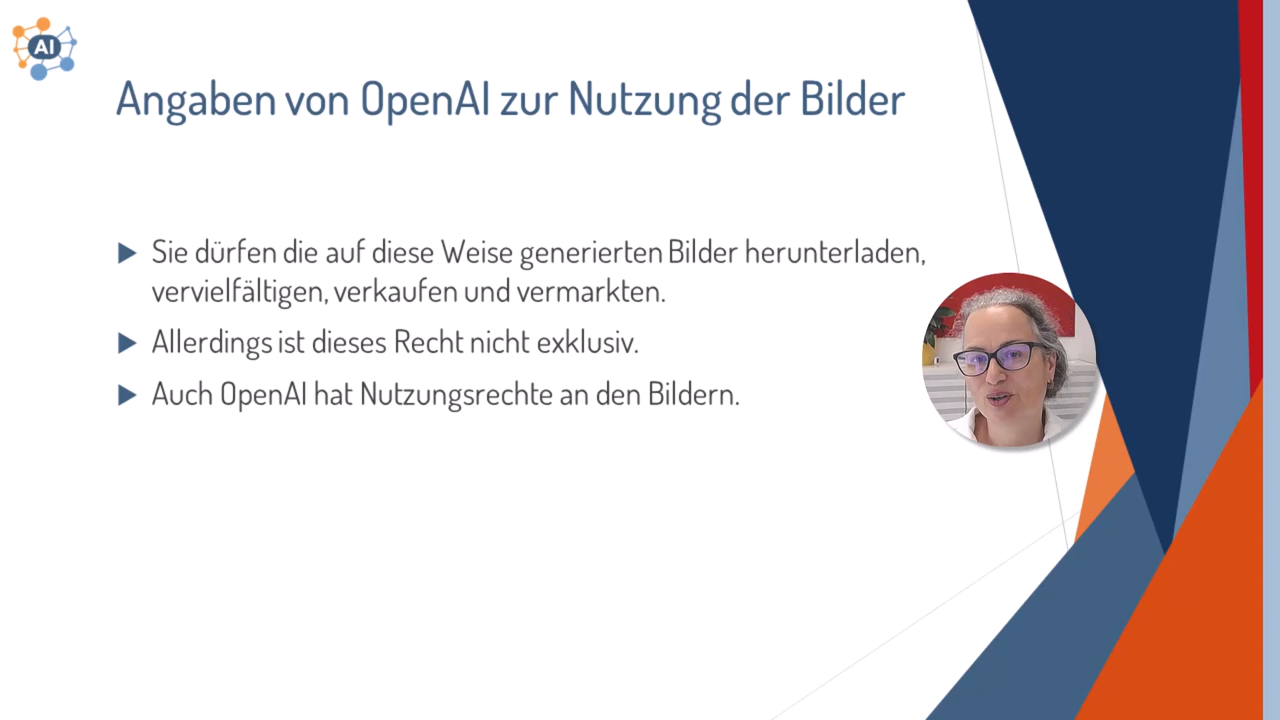 AI
Angaben von OpenAI zur Nutzung der Bilder
Sie dürfen die auf diese Weise generierten Bilder herunterladen,
vervielfältigen, verkaufen und vermarkten.
Allerdings ist dieses Recht nicht exklusiv.
Auch OpenAI hat Nutzungsrechte an den Bildern.